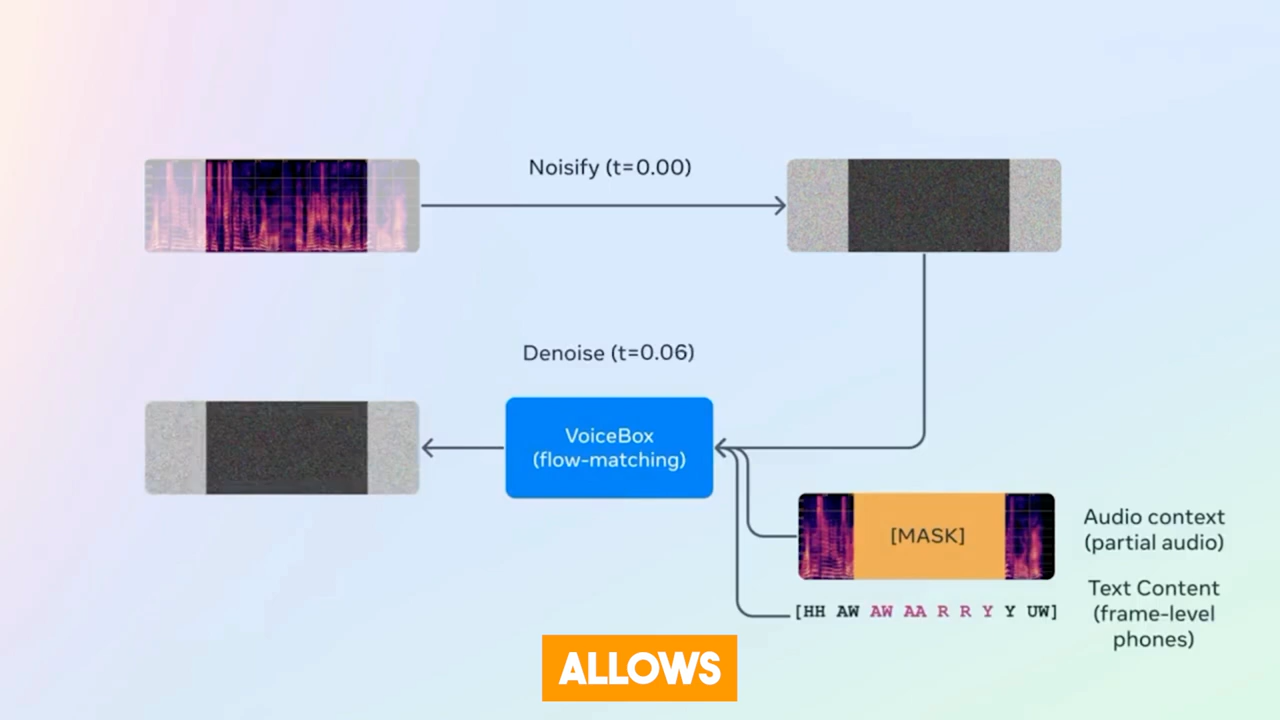 Noisify (t=0.00)
Denoise (t=0.06)
VoiceBox
(flow-matching)
[MASK]
Audio context
(partial audio)
[HH AW AW AA R R Y Y UW]
Text Content
(frame-level
phones)
ALLOWS